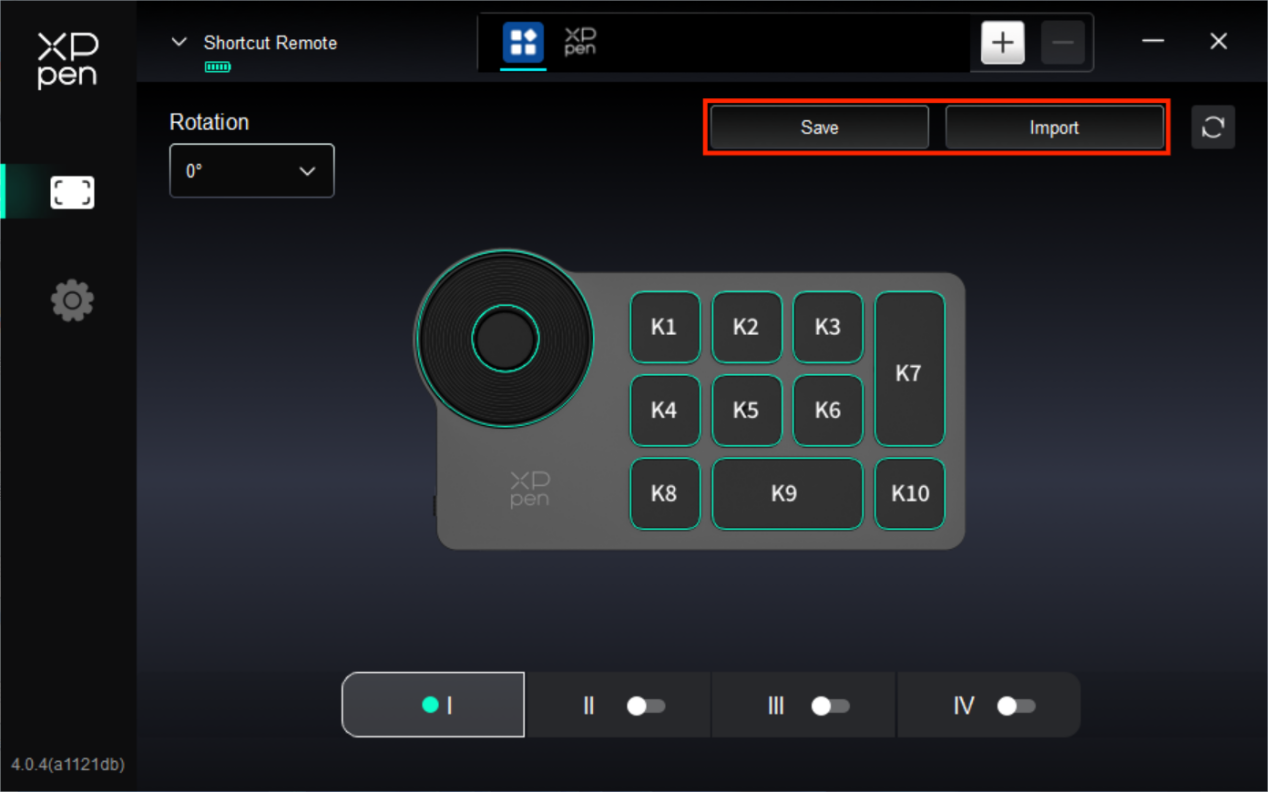 XP
pen
Shortcut Remote
XP
pen
Rotation
0°
Save
Import
K1
K2
K3
K7
K4
K5
K6
K8
K9
K10
XP
pen
I
II
III
IV
4.0.4(a1121db)